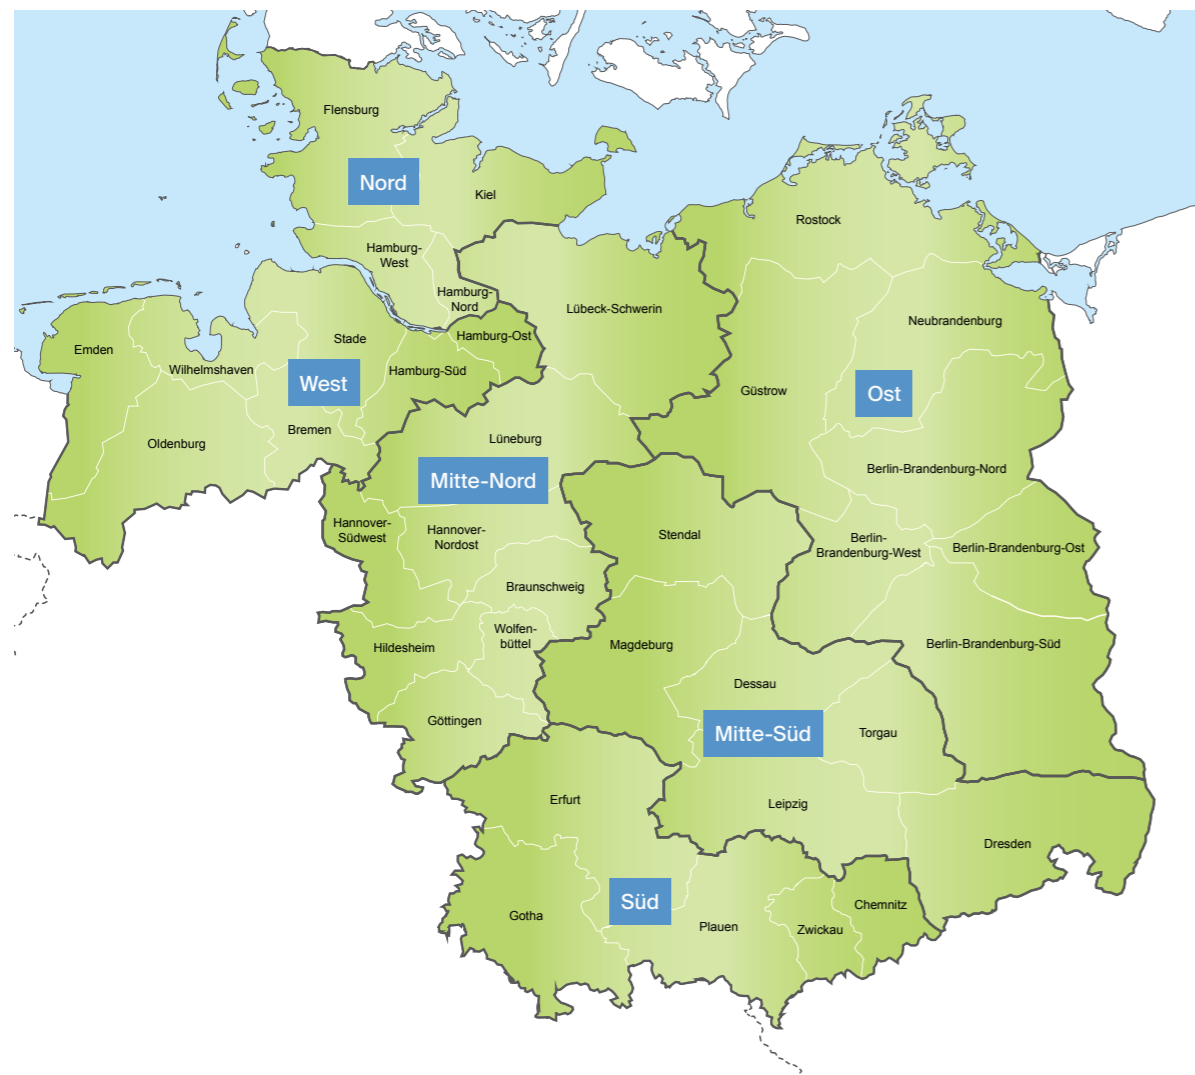 Flensburg
Nord
Kiel
Rostock
Hamburg-
West
Hamburg-
Nord
Lübeck-Schwerin
Neubrandenburg
Hamburg-Ost
Stade
Emden
Wilhelmshaven
Hamburg-Süd
West
Güstrow
Ost
Bremen
Oldenburg
Lüneburg
Mitte-Nord
Berlin-Brandenburg-Nord
Hannover-
Südwest
Hannover-
Nordost
Stendal
Berlin-
Brandenburg-West
Berlin-Brandenburg-Ost
Braunschweig
Wolfen-
büttel
Hildesheim
Magdeburg
Berlin-Brandenburg-Süd
Dessau
Göttingen
Mitte-Süd
Torgau
Erfurt
Leipzig
Dresden
Süd
Gotha
Plauen
Zwickau
Chemnitz